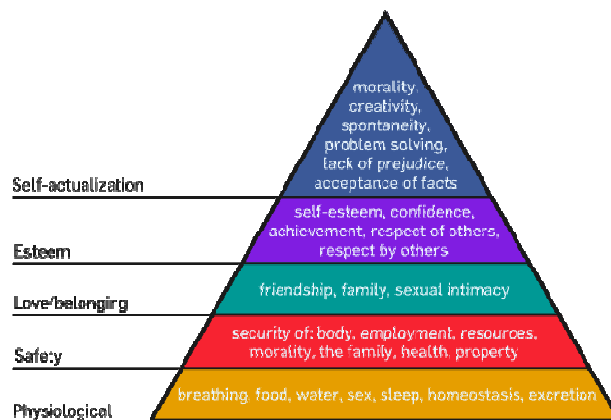 morality,
creativity,
spontaneity,
problem solving,
lack of prejudice,
acceptance of facts
Self-actualization
self-esteem, confidence,
achievement, respect of others,
respect by others
Esteem
friendship, family, sexual intimacy
Love/belonging
security of: body, employment, resources,
morality, the family, health, property
Safety
breathing, food, water, sex, sleep, homeostasis, excretion
Physiological